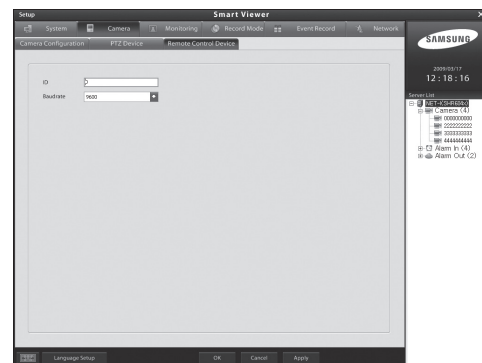 Setup
Smart Viewer
X
System
Camera
Monitoring
Record Mode
Event Record
Network
Camera Configuration
PTZ Device
Remote Control Device
SAMSUNG
2009/03/17
12:18:16
ID
Baudrate
9600
Server List
Camera (4)
0000000000
2222222222
3333333333
4444444444
Alarm In (4)
Alarm Out (2)
Language Setup
OK
Cancel
Apply